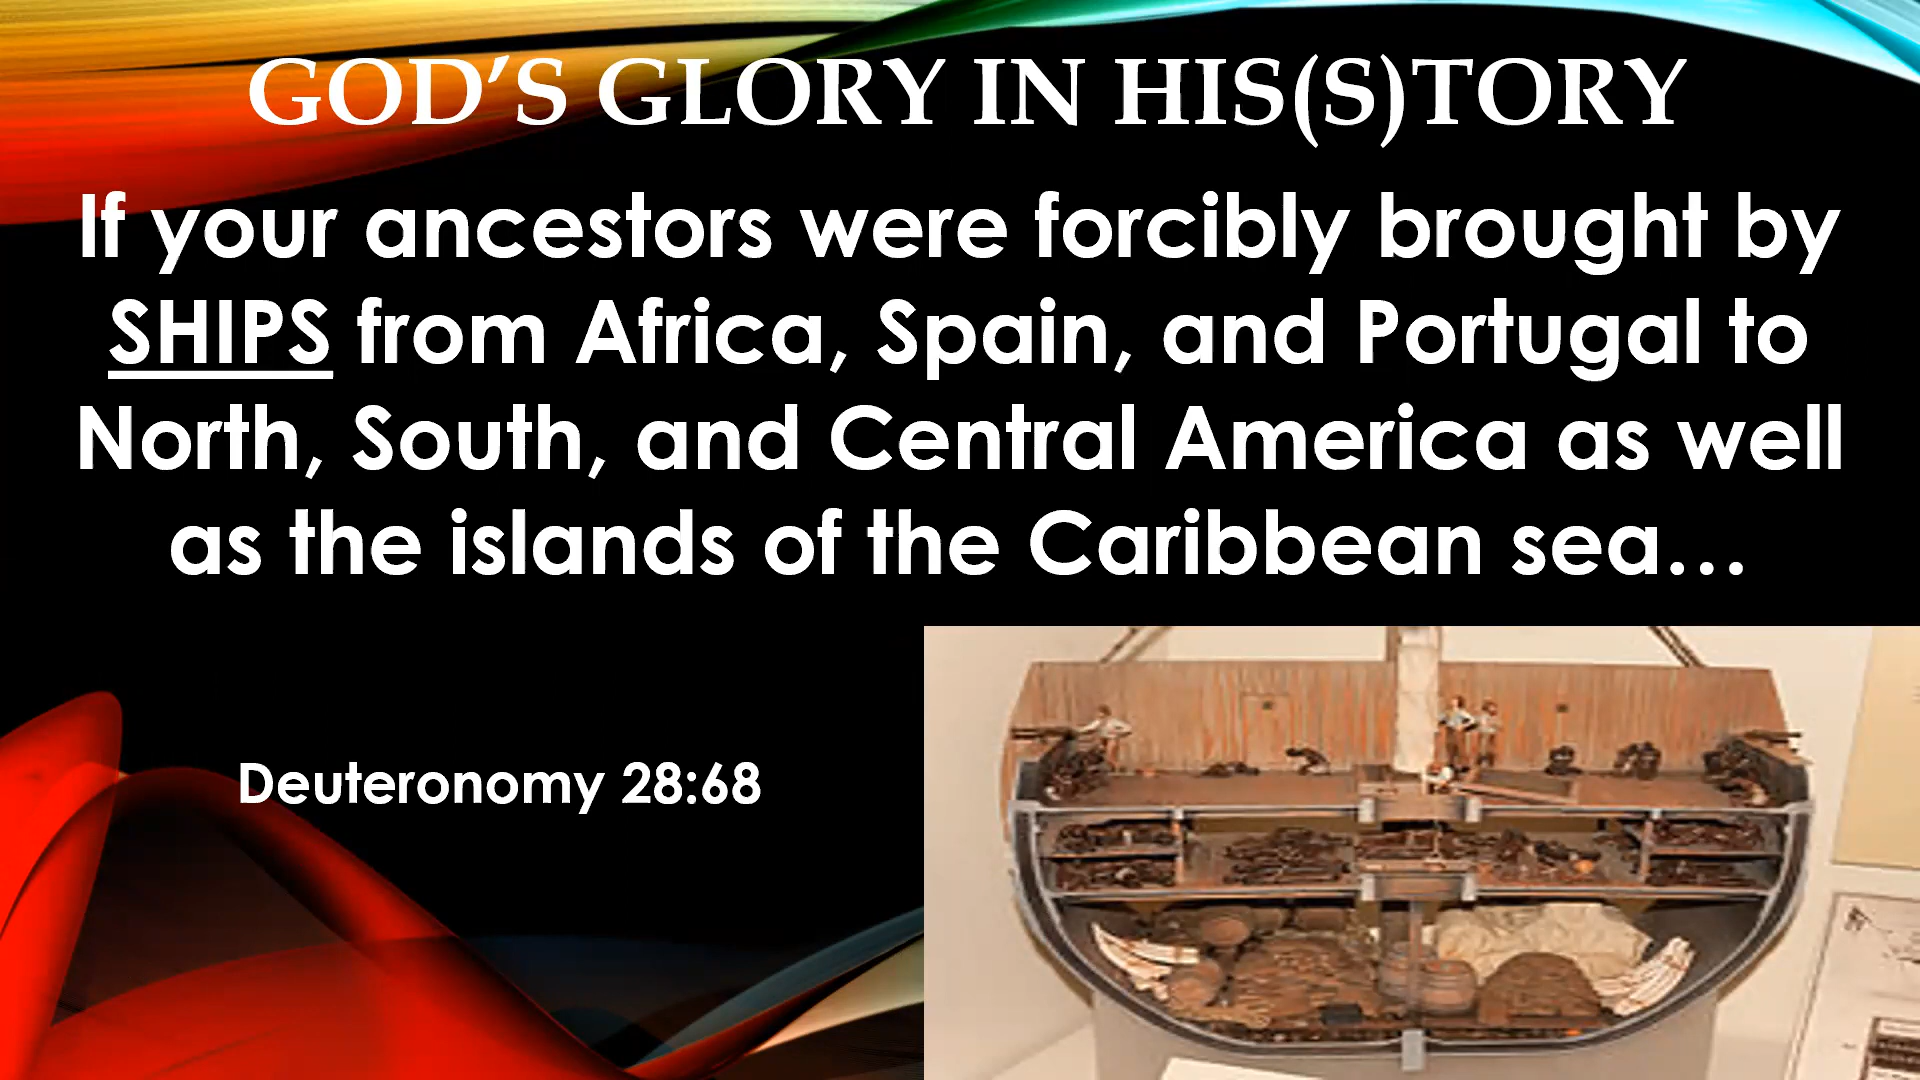 GOD’S GLORY IN HIS(S)TORY
If your ancestors were forcibly brought by
SHIPS from Africa, Spain, and Portugal to
North, South, and Central America as well
as the islands of the Caribbean sea…
Deuteronomy 28:68